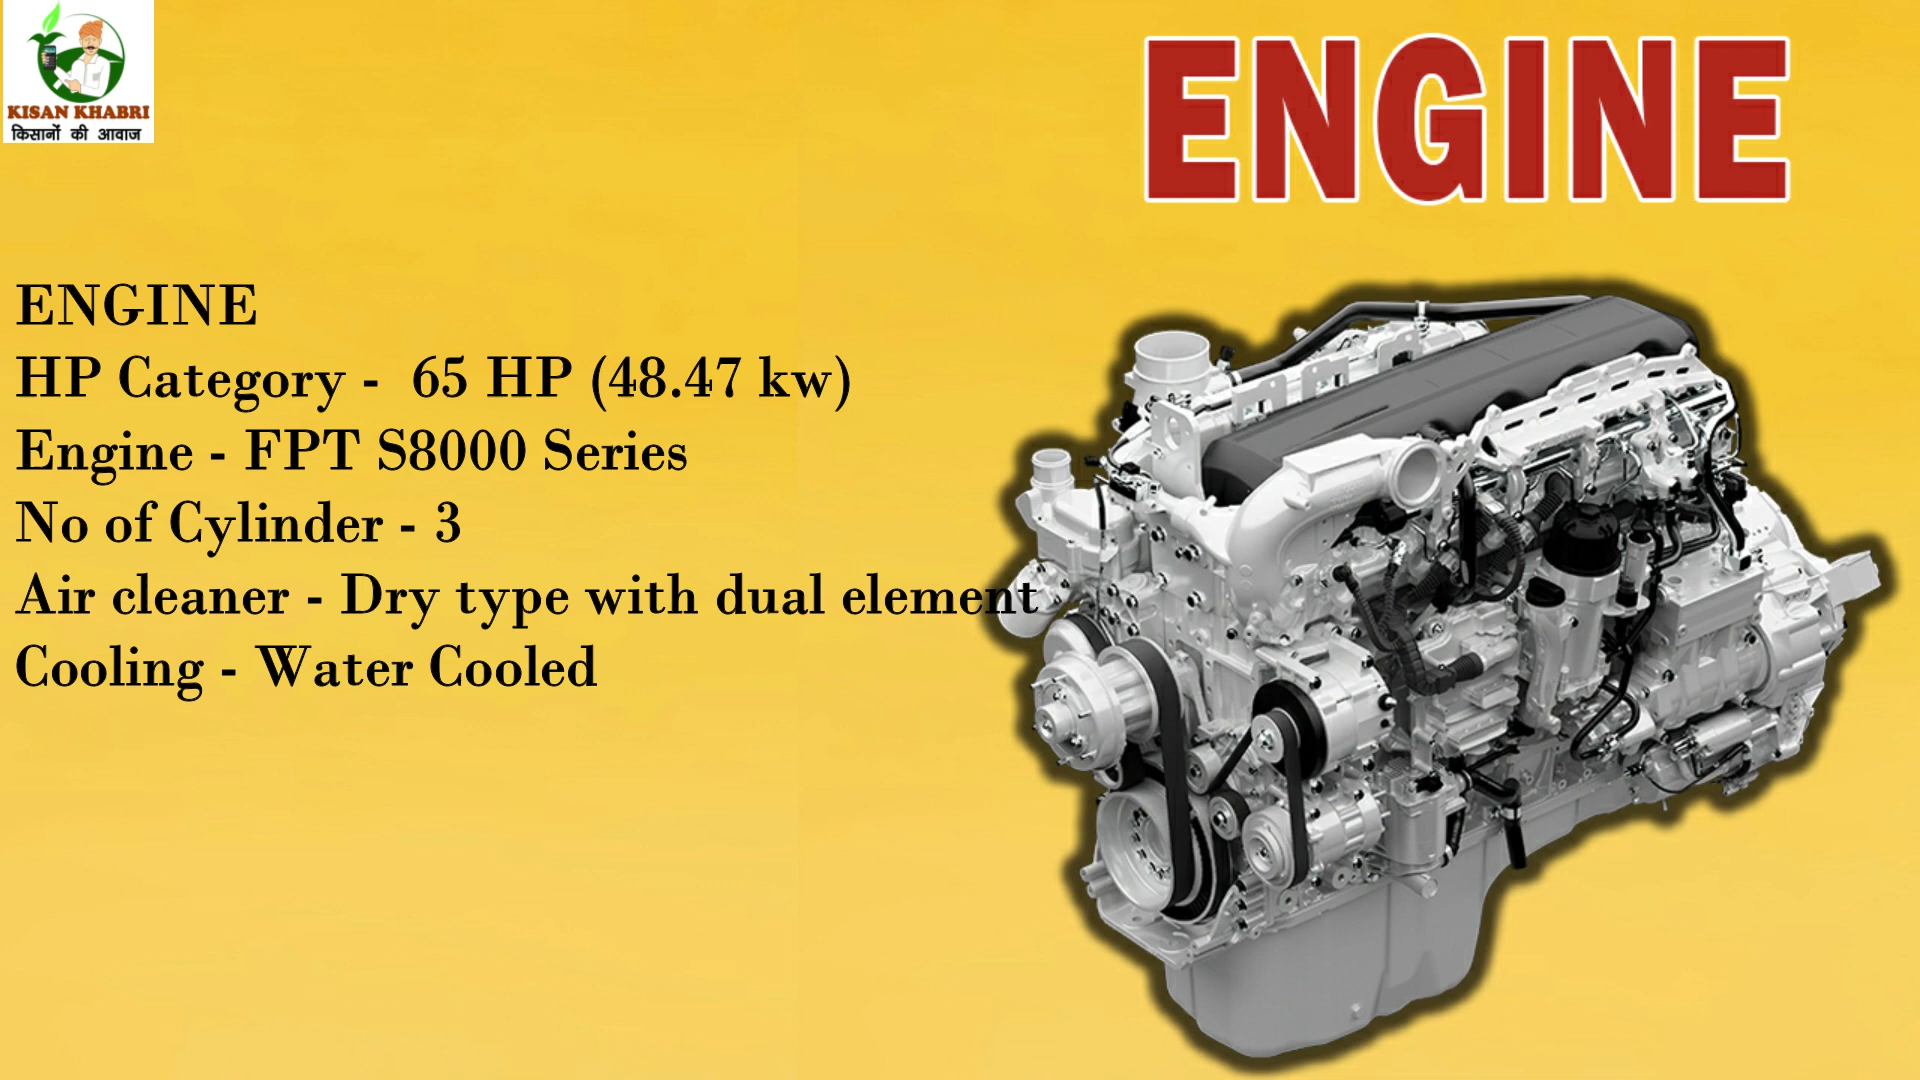 KISAN KHABRI
किसानों की आवाज
ENGINE
ENGINE
HP Category -  65 HP (48.47 kw)
Engine - FPT S8000 Series
No of Cylinder - 3
Air cleaner - Dry type with dual element
Cooling - Water Cooled